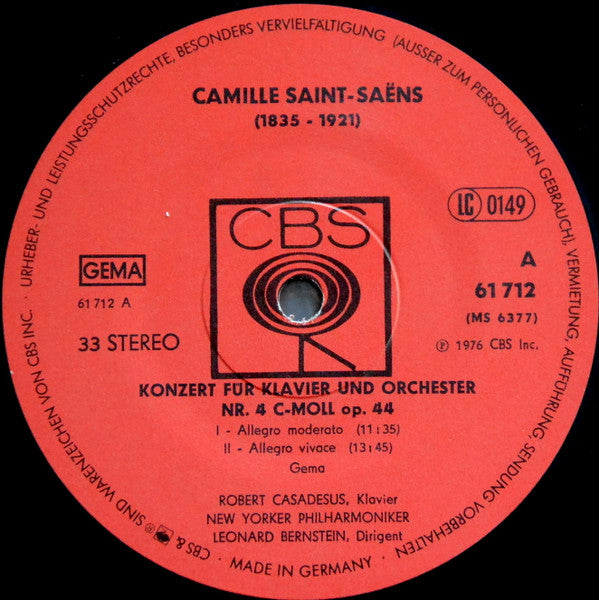 URHEBER- UND LEISTUNGSSCHUTZRECHTE, BESONDERS VERVIELFÄLTIGUNG (AUSSER ZUM PERSÖNLICHEN GEBRAUCH), VERMIETUNG, AUFFÜHRUNG, SENDUNG VORBEHALTEN
CAMILLE SAINT-SAËNS
(1835 - 1921)
CBS
LC 0149
GEMA
61 712 A
33 STEREO
A
61 712
(MS 6377)
Ⓟ 1976 CBS Inc.
KONZERT FÜR KLAVIER UND ORCHESTER
NR. 4 C-MOLL op. 44
I - Allegro moderato (11:35)
II - Allegro vivace (13:45)
Gema
ROBERT CASADESUS, Klavier
NEW YORKER PHILHARMONIKER
LEONARD BERNSTEIN, Dirigent
MADE IN GERMANY
CBS & ® SIND WARENZEICHEN VON CBS INC.